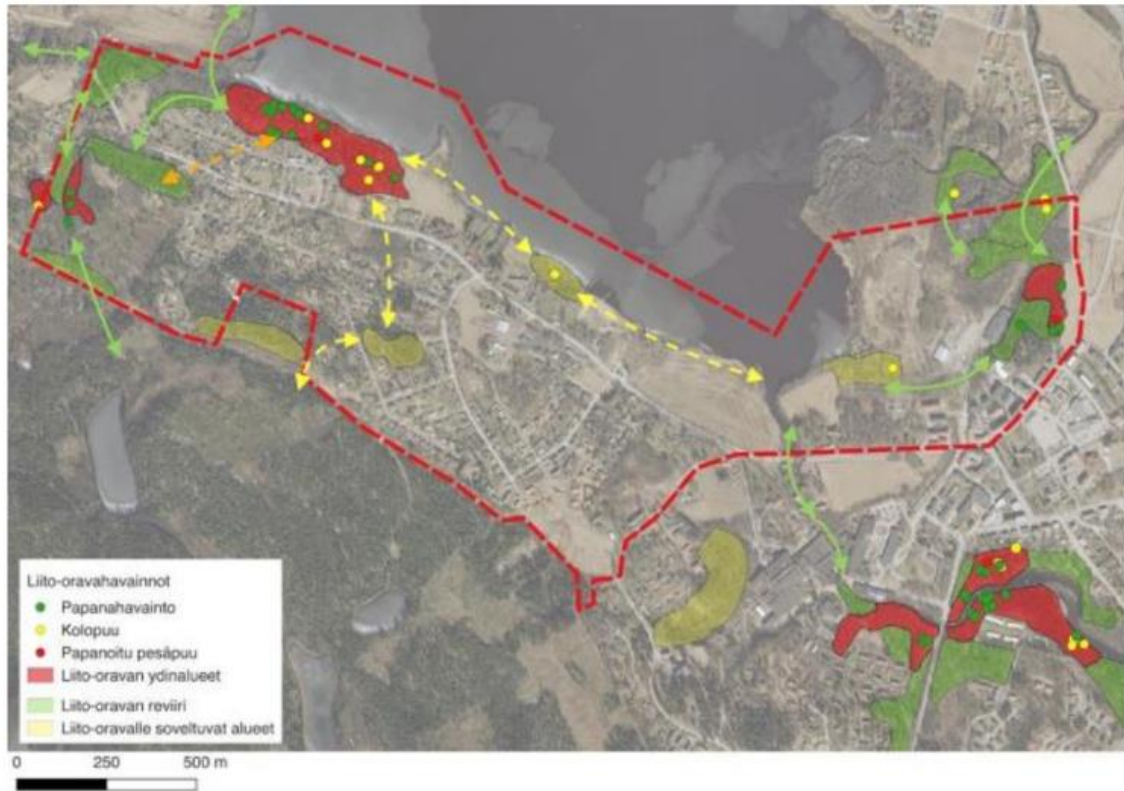 Liito-oravahavainnot
Papanahavainto
Kolopuu
Papanoitu pesäpuu
Liito-oravan ydinalueet
Liito-oravan reviiri
Liito-oravalle soveltuvat alueet
0 250 500 m